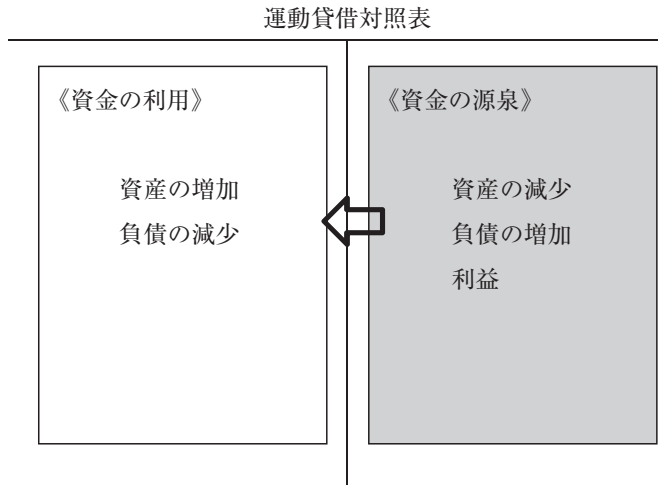 運動貸借対照表
《資金の利用》
資産の増加
負債の減少
《資金の源泉》
資産の減少
負債の増加
利益